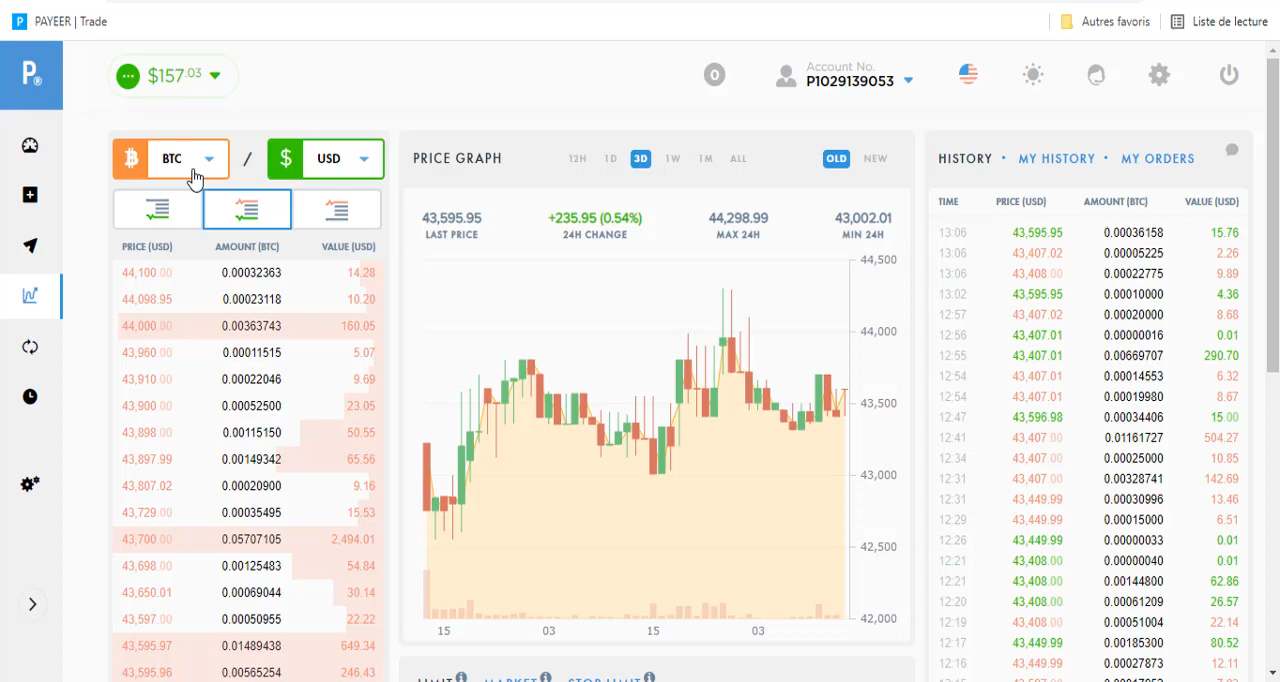 PAYEER | Trade
Autres favoris
Liste de lecture
P®
$157.03
Account No.
P1029139053
BTC / $ USD
PRICE (USD) AMOUNT (BTC) VALUE (USD)
44,100.00 0.00032363 14.28
44,098.95 0.00023118 10.20
44,000.00 0.00363743 160.05
43,960.00 0.00011515 5.07
43,910.00 0.00022046 9.69
43,900.00 0.00052500 23.05
43,898.00 0.00115150 50.55
43,897.99 0.00149342 65.56
43,807.02 0.00020900 9.16
43,729.00 0.00035495 15.53
43,700.00 0.05707105 2,494.01
43,698.00 0.00125483 54.84
43,650.01 0.00069044 30.14
43,597.00 0.00050955 22.22
43,595.97 0.01489438 649.34
43,595.96 0.00565254 246.43
PRICE GRAPH 12H 1D 3D 1W 1M ALL OLD NEW
43,595.95 +235.95 (0.54%) 44,298.99 43,002.01
LAST PRICE 24H CHANGE MAX 24H MIN 24H
44,500
44,000
43,500
43,000
42,500
42,000
15 03 15 03
LIMIT MARKET STOP LIMIT
HISTORY • MY HISTORY • MY ORDERS
TIME PRICE (USD) AMOUNT (BTC) VALUE (USD)
13:06 43,595.95 0.00036158 15.76
13:06 43,407.02 0.00005225 2.26
13:06 43,408.00 0.00022775 9.89
13:02 43,595.95 0.00010000 4.36
12:57 43,407.02 0.00020000 8.68
12:56 43,407.01 0.00000016 0.01
12:55 43,407.01 0.00669707 290.70
12:54 43,407.01 0.00014553 6.32
12:54 43,407.01 0.00019980 8.67
12:47 43,596.98 0.00034406 15.00
12:41 43,407.00 0.01161727 504.27
12:34 43,407.00 0.00025000 10.85
12:31 43,407.00 0.00328741 142.69
12:31 43,449.99 0.00030996 13.46
12:29 43,449.99 0.00015000 6.51
12:26 43,449.99 0.00000033 0.01
12:21 43,408.00 0.00000040 0.01
12:21 43,408.00 0.00144800 62.86
12:20 43,408.00 0.00061209 26.57
12:19 43,408.00 0.00051004 22.14
12:17 43,449.99 0.00185300 80.52
12:16 43,449.99 0.00027873 12.11